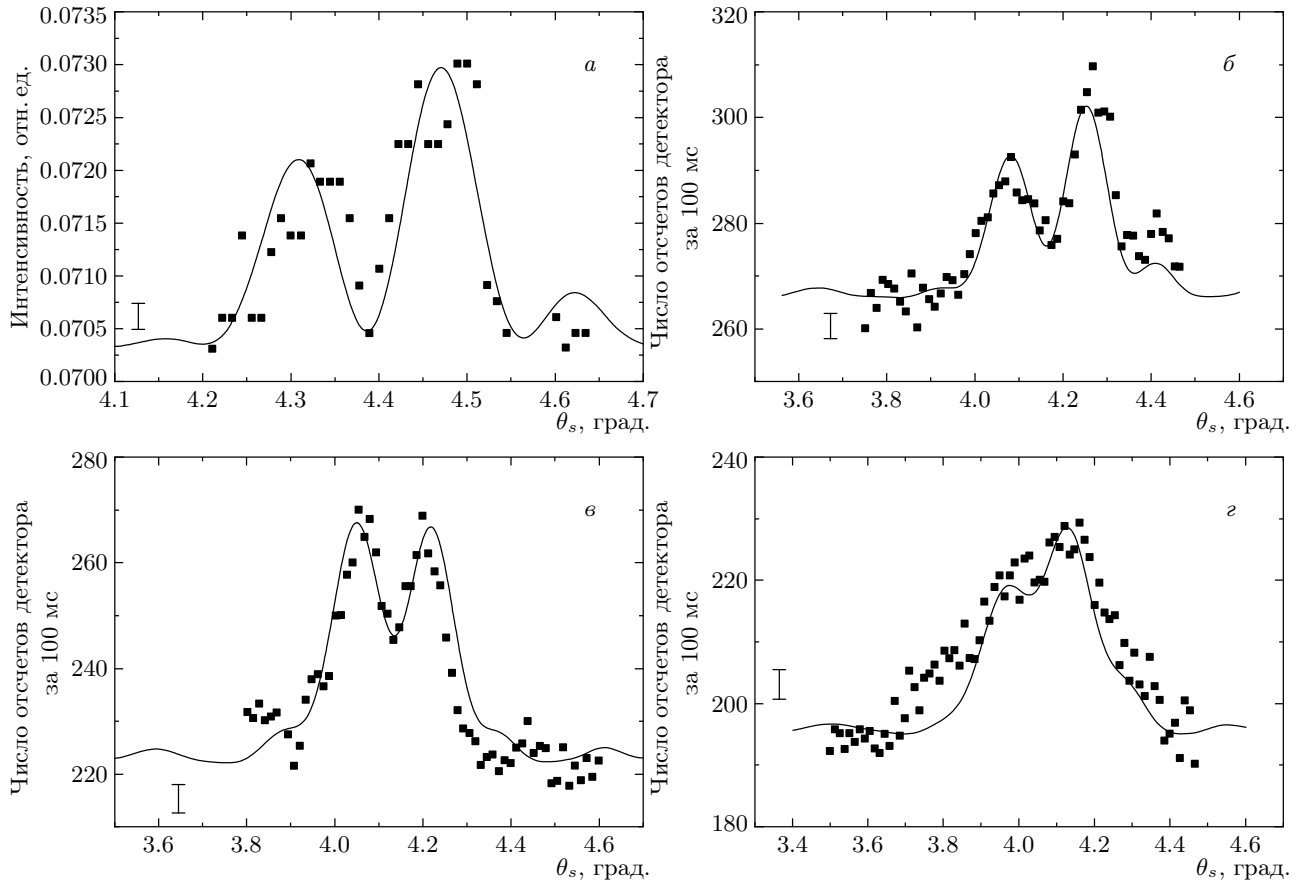 Интенсивность, отн. ед.
0.0735
0.0730
0.0725
0.0720
0.0715
0.0710
0.0705
0.0700
4.1 4.2 4.3 4.4 4.5 4.6 4.7
θs, град.
а
Число отсчетов детектора
за 100 мс
320
300
280
260
240
3.6 3.8 4.0 4.2 4.4 4.6
θs, град.
б
Число отсчетов детектора
за 100 мс
280
260
240
220
3.6 3.8 4.0 4.2 4.4 4.6
θs, град.
в
Число отсчетов детектора
за 100 мс
240
220
200
180
3.4 3.6 3.8 4.0 4.2 4.4 4.6
θs, град.
г